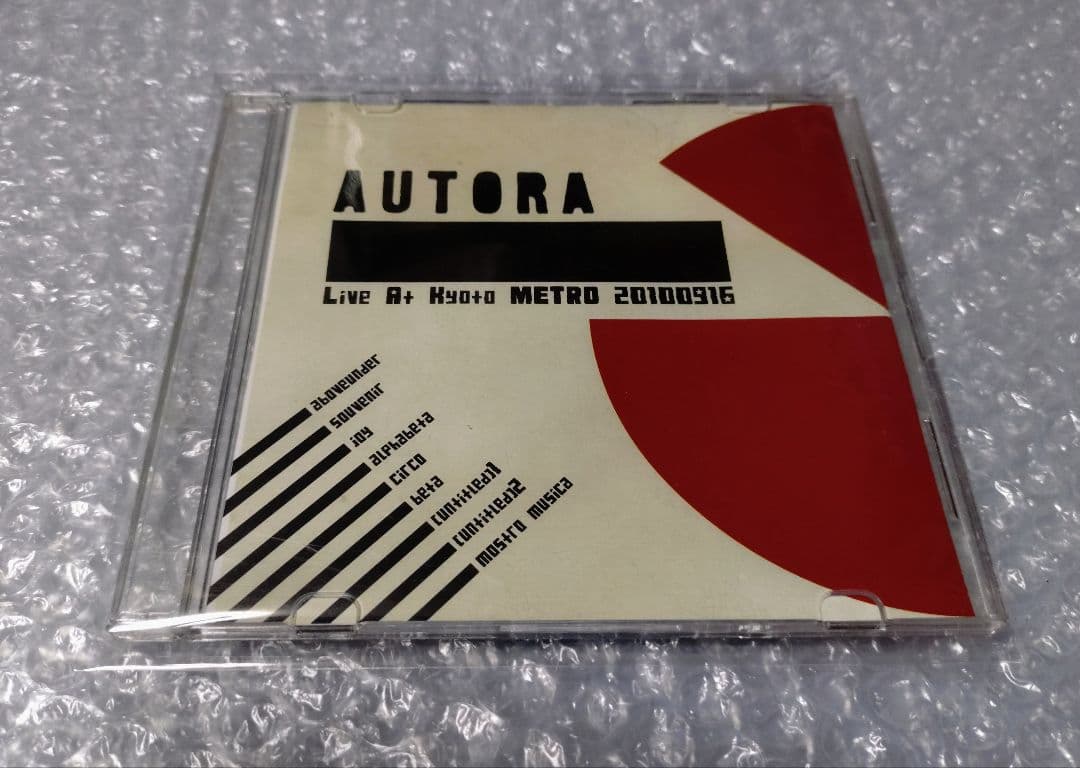 AUTORA
Live At Kyoto METRO 20100916
aboveunder
souvenir
joy
alphabeta
circo
beta
(untitled)1
(untitled)2
mostro musica